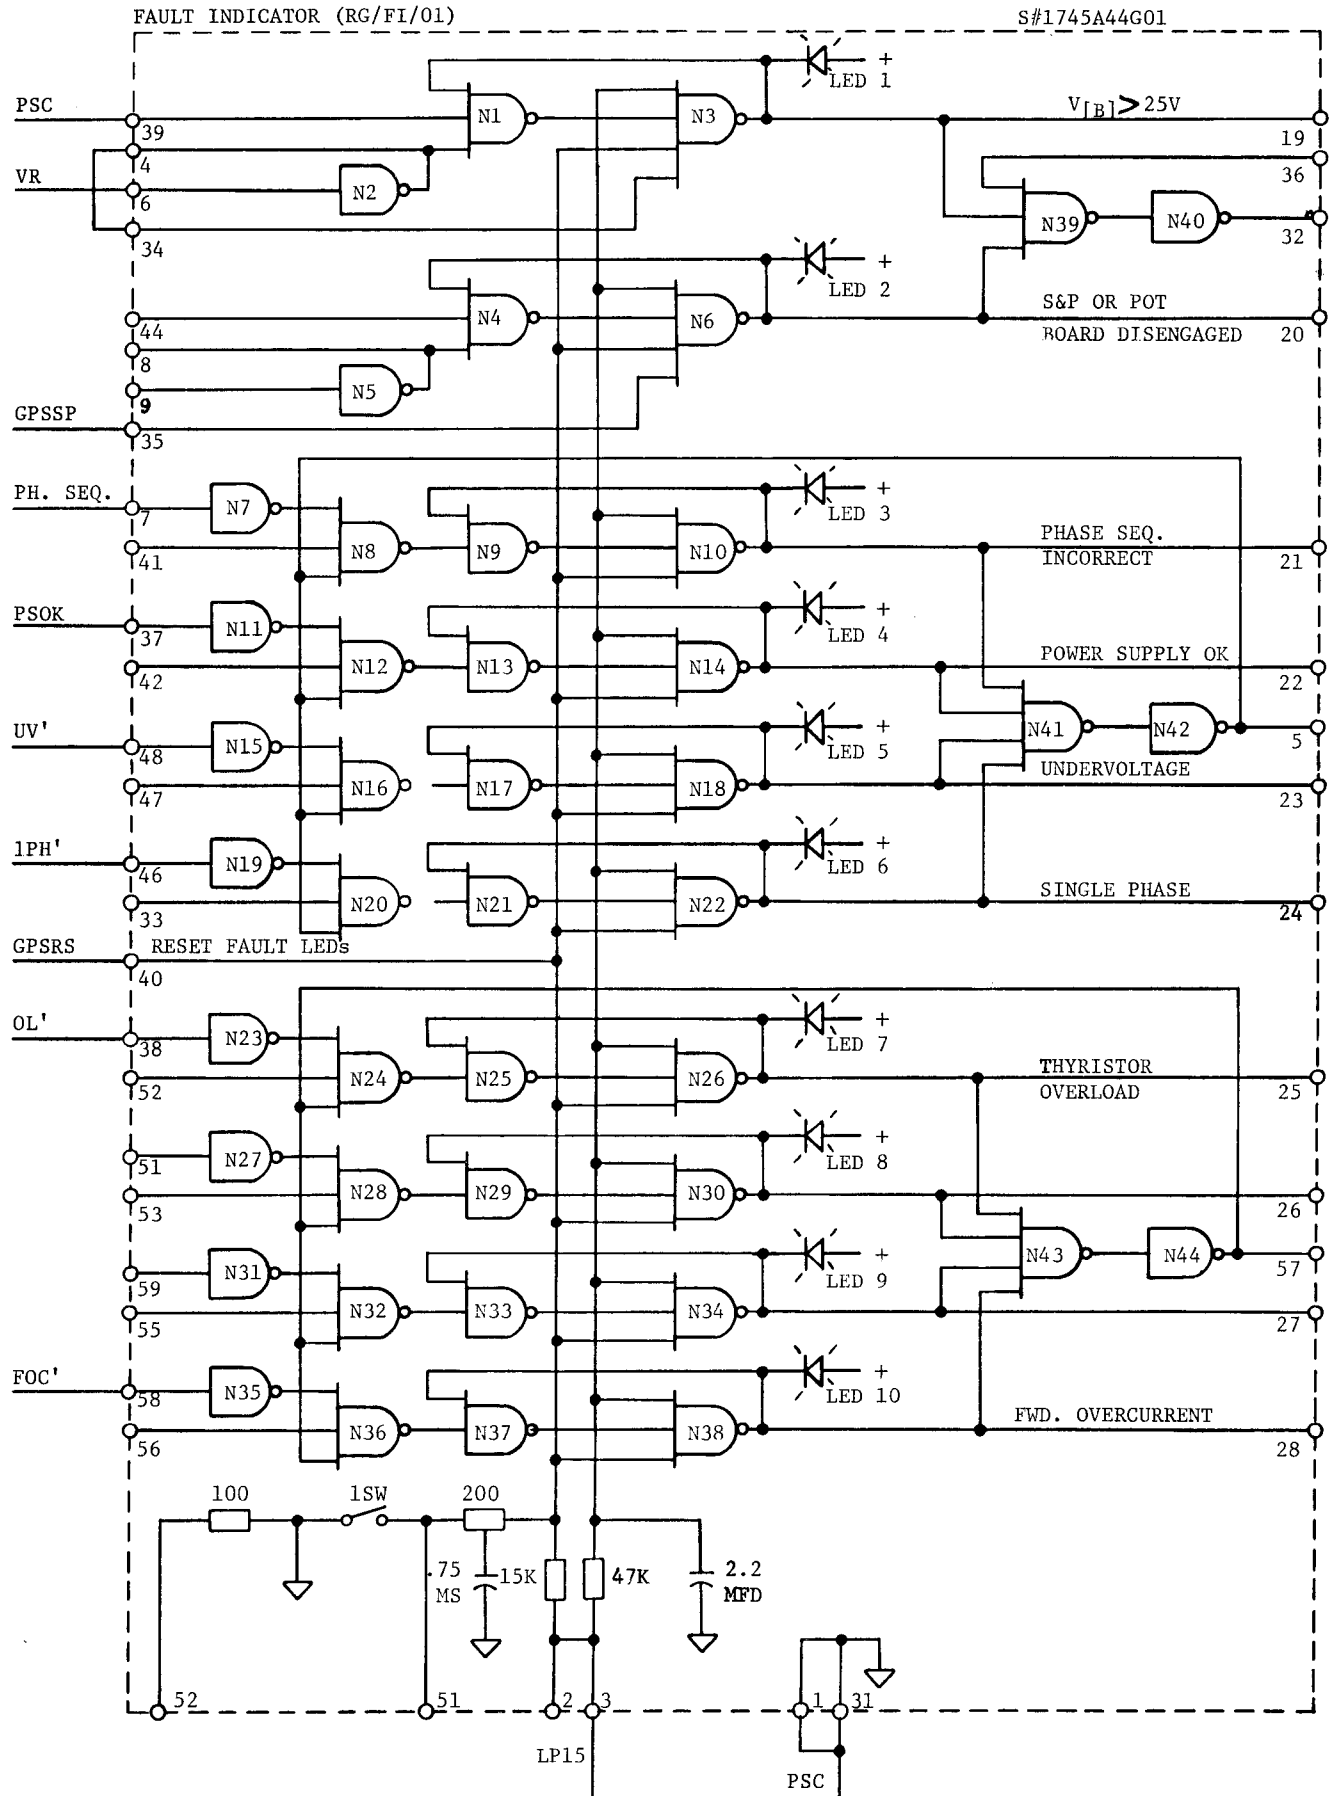 FAULT INDICATOR (RG/FI/01) S#1745A44G01
+
LED 1
PSC
39
N1
N3
V[B]>25V
19
4
36
VR
6
N2
N39
N40
32
34
+
LED 2
44
N4
N6
S&P OR POT
BOARD DISENGAGED
20
8
9
N5
GPSSP
35
PH. SEQ.
7
N7
+
LED 3
41
N8
N9
N10
PHASE SEQ.
INCORRECT
21
PSOK
37
N11
+
LED 4
42
N12
N13
N14
POWER SUPPLY OK
22
UV'
48
N15
+
LED 5
N41
N42
5
47
N16
N17
N18
UNDERVOLTAGE
23
1PH'
46
N19
+
LED 6
33
N20
N21
N22
SINGLE PHASE
24
GPSRS
RESET FAULT LEDs
40
OL'
38
N23
+
LED 7
52
N24
N25
N26
THYRISTOR
OVERLOAD
25
51
N27
+
LED 8
53
N28
N29
N30
26
59
N31
+
LED 9
N43
N44
57
55
N32
N33
N34
27
FOC'
58
N35
+
LED 10
56
N36
N37
N38
FWD. OVERCURRENT
28
100
1SW
200
.75
MS
15K
47K
2.2
MFD
52
51
2
3
1
31
LP15
PSC